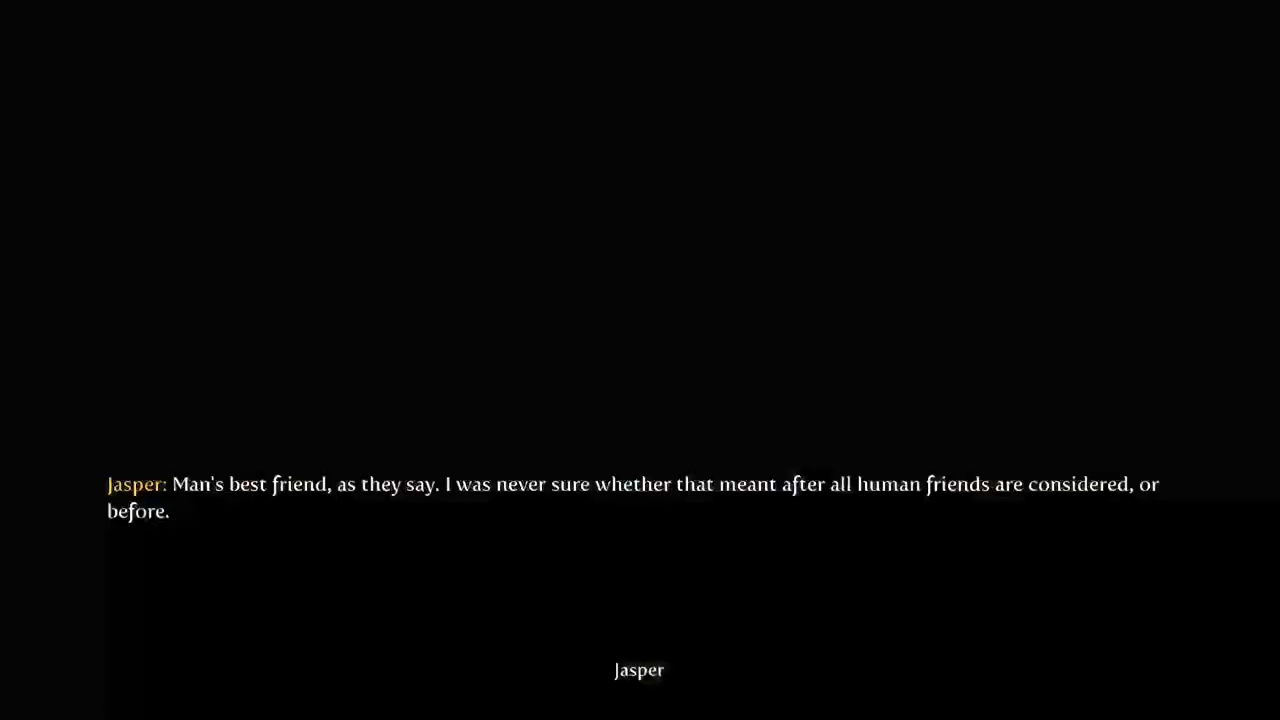 Jasper: Man's best friend, as they say. I was never sure whether that meant after all human friends are considered, or
before.
Jasper